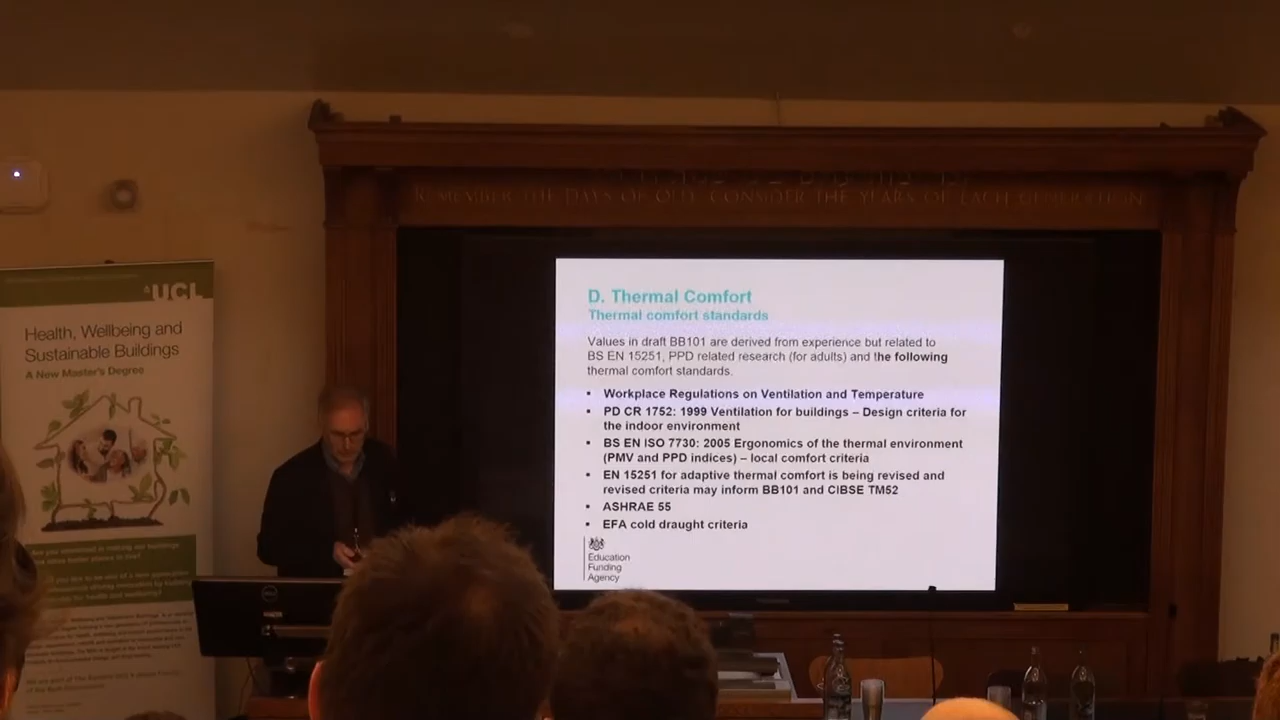 REMEMBER THE DAYS OF OLD CONSIDER THE YEARS OF EACH GENERATION
UCL
Health, Wellbeing and
Sustainable Buildings
A New Master's Degree
D. Thermal Comfort
Thermal comfort standards
Values in draft BB101 are derived from experience but related to
BS EN 15251, PPD related research (for adults) and the following
thermal comfort standards.
▪ Workplace Regulations on Ventilation and Temperature
▪ PD CR 1752: 1999 Ventilation for buildings – Design criteria for
the indoor environment
▪ BS EN ISO 7730: 2005 Ergonomics of the thermal environment
(PMV and PPD indices) – local comfort criteria
▪ EN 15251 for adaptive thermal comfort is being revised and
revised criteria may inform BB101 and CIBSE TM52
▪ ASHRAE 55
▪ EFA cold draught criteria
Education
Funding
Agency
DELL